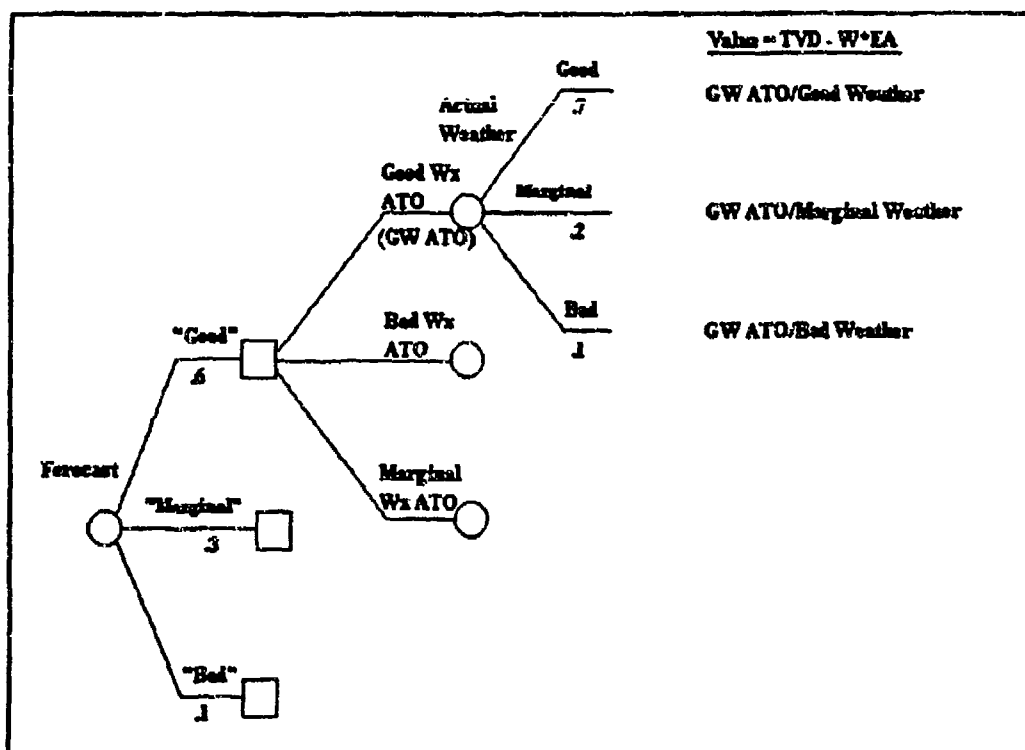 Value = TVD - W*EA
Good
.7
GW ATO/Good Weather
Actual
Weather
Good Wx
ATO
(GW ATO)
Marginal
.2
GW ATO/Marginal Weather
Bad
.1
GW ATO/Bad Weather
"Good"
.6
Bad Wx
ATO
Forecast
"Marginal"
.3
Marginal
Wx ATO
"Bad"
.1